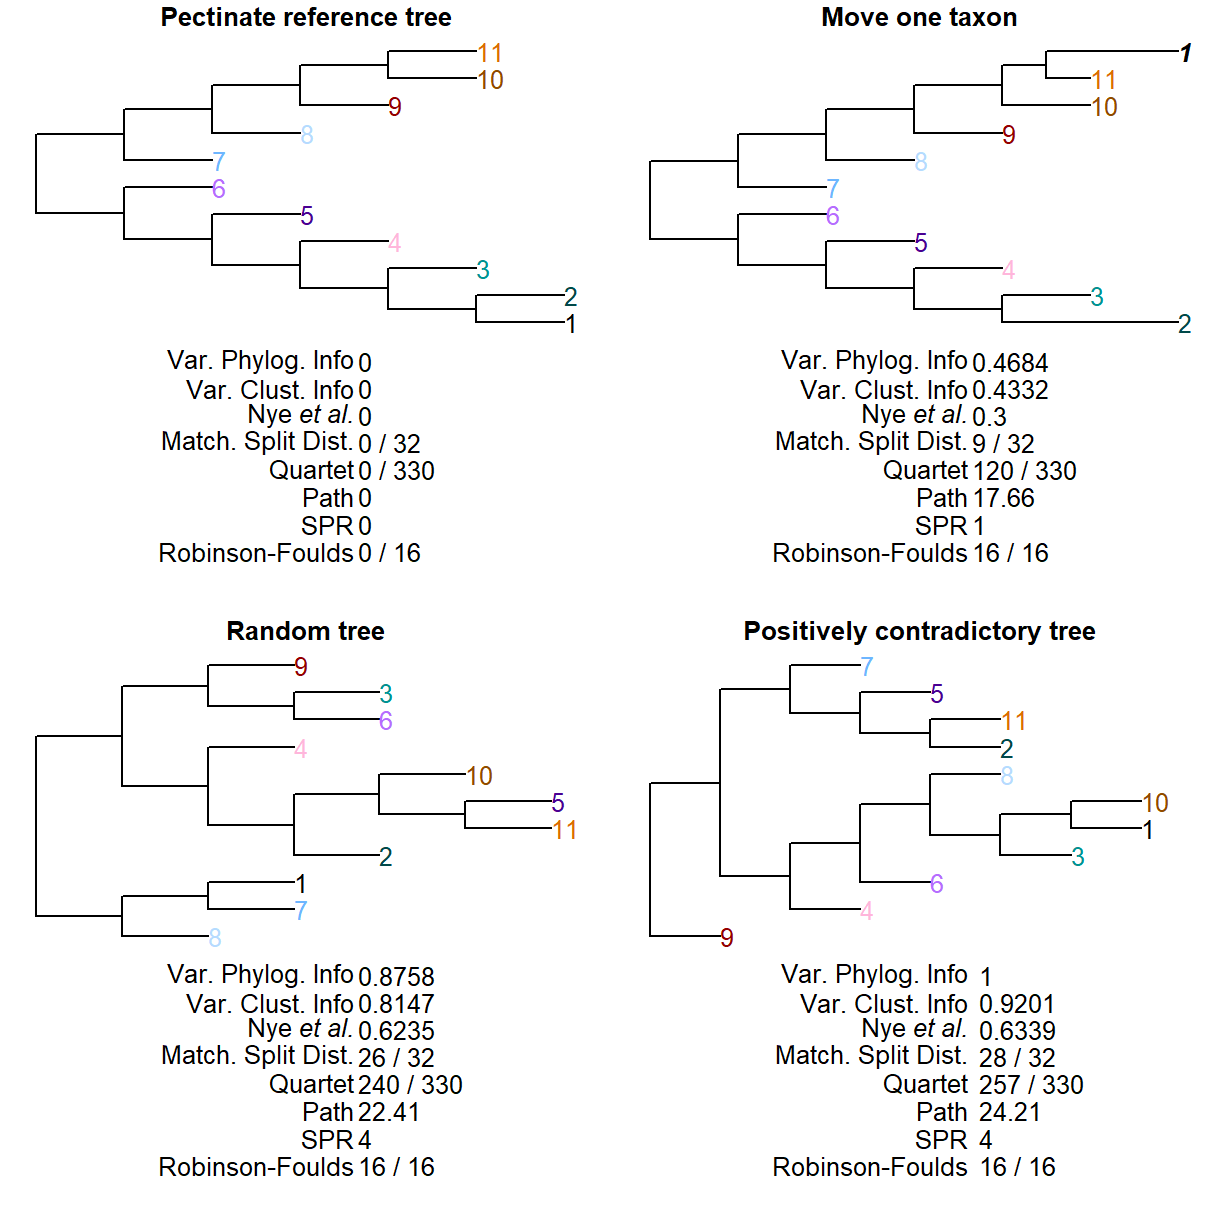 Pectinate reference tree
11
10
9
8
7
6
5
4
3
2
1
Var. Phylog. Info 0
Var. Clust. Info 0
Nye et al. 0
Match. Split Dist. 0 / 32
Quartet 0 / 330
Path 0
SPR 0
Robinson-Foulds 0 / 16
Move one taxon
1
11
10
9
8
7
6
5
4
3
2
Var. Phylog. Info 0.4684
Var. Clust. Info 0.4332
Nye et al. 0.3
Match. Split Dist. 9 / 32
Quartet 120 / 330
Path 17.66
SPR 1
Robinson-Foulds 16 / 16
Random tree
9
3
6
4
10
5
11
2
1
7
8
Var. Phylog. Info 0.8758
Var. Clust. Info 0.8147
Nye et al. 0.6235
Match. Split Dist. 26 / 32
Quartet 240 / 330
Path 22.41
SPR 4
Robinson-Foulds 16 / 16
Positively contradictory tree
7
5
11
2
8
10
1
3
6
4
9
Var. Phylog. Info 1
Var. Clust. Info 0.9201
Nye et al. 0.6339
Match. Split Dist. 28 / 32
Quartet 257 / 330
Path 24.21
SPR 4
Robinson-Foulds 16 / 16